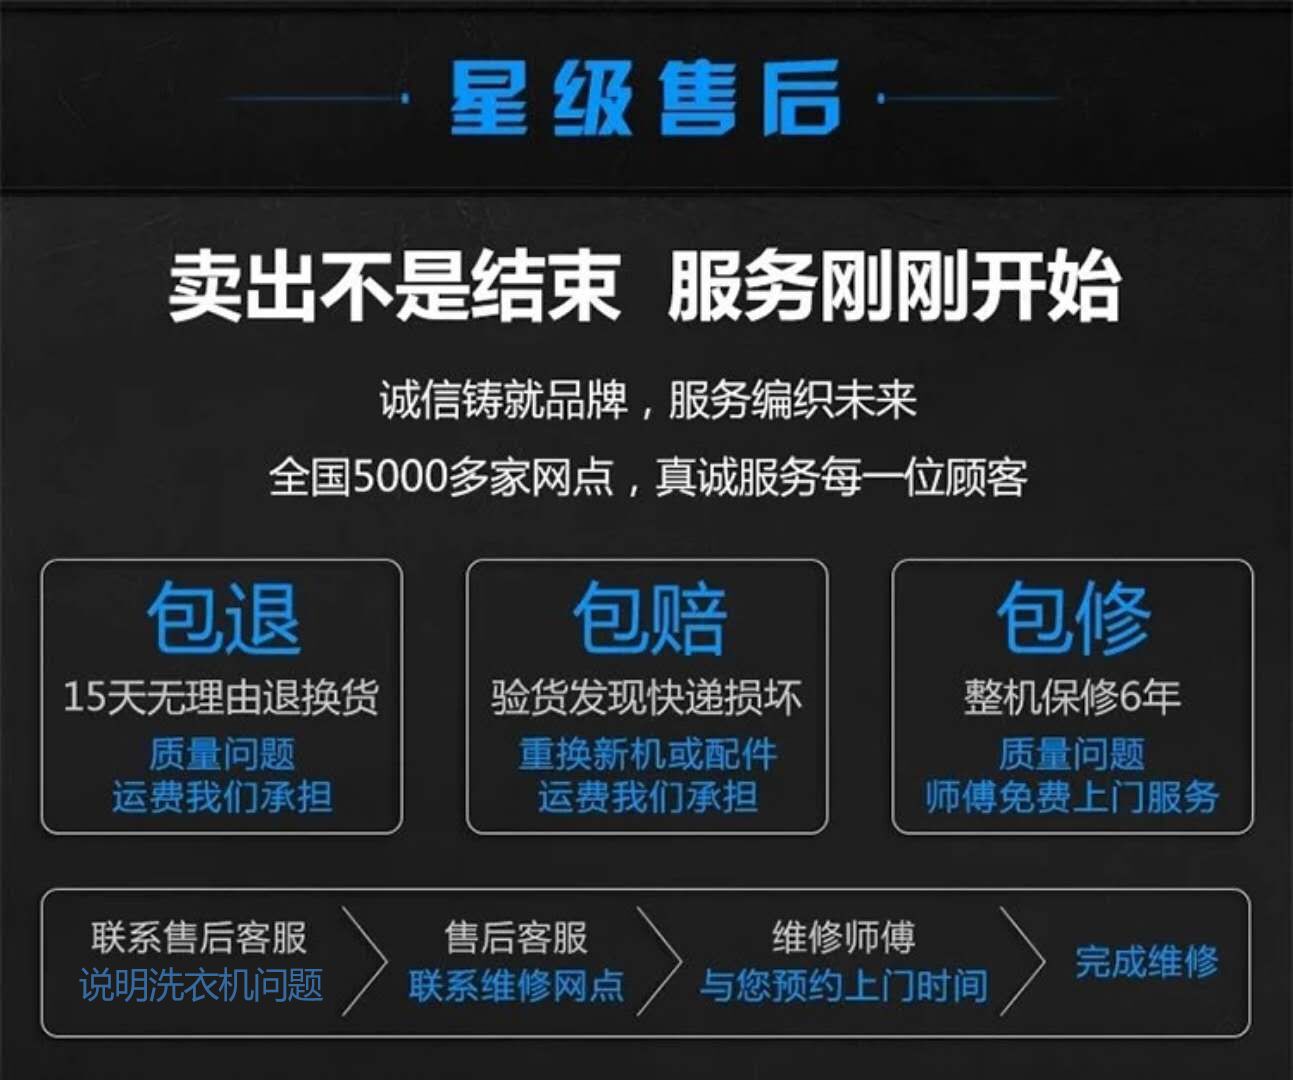 星级售后
卖出不是结束 服务刚刚开始
诚信铸就品牌，服务编织未来
全国5000多家网点，真诚服务每一位顾客
包退
15天无理由退换货
质量问题
运费我们承担
包赔
验货发现快递损坏
重换新机或配件
运费我们承担
包修
整机保修6年
质量问题
师傅免费上门服务
联系售后客服
说明洗衣机问题
售后客服
联系维修网点
维修师傅
与您预约上门时间
完成维修